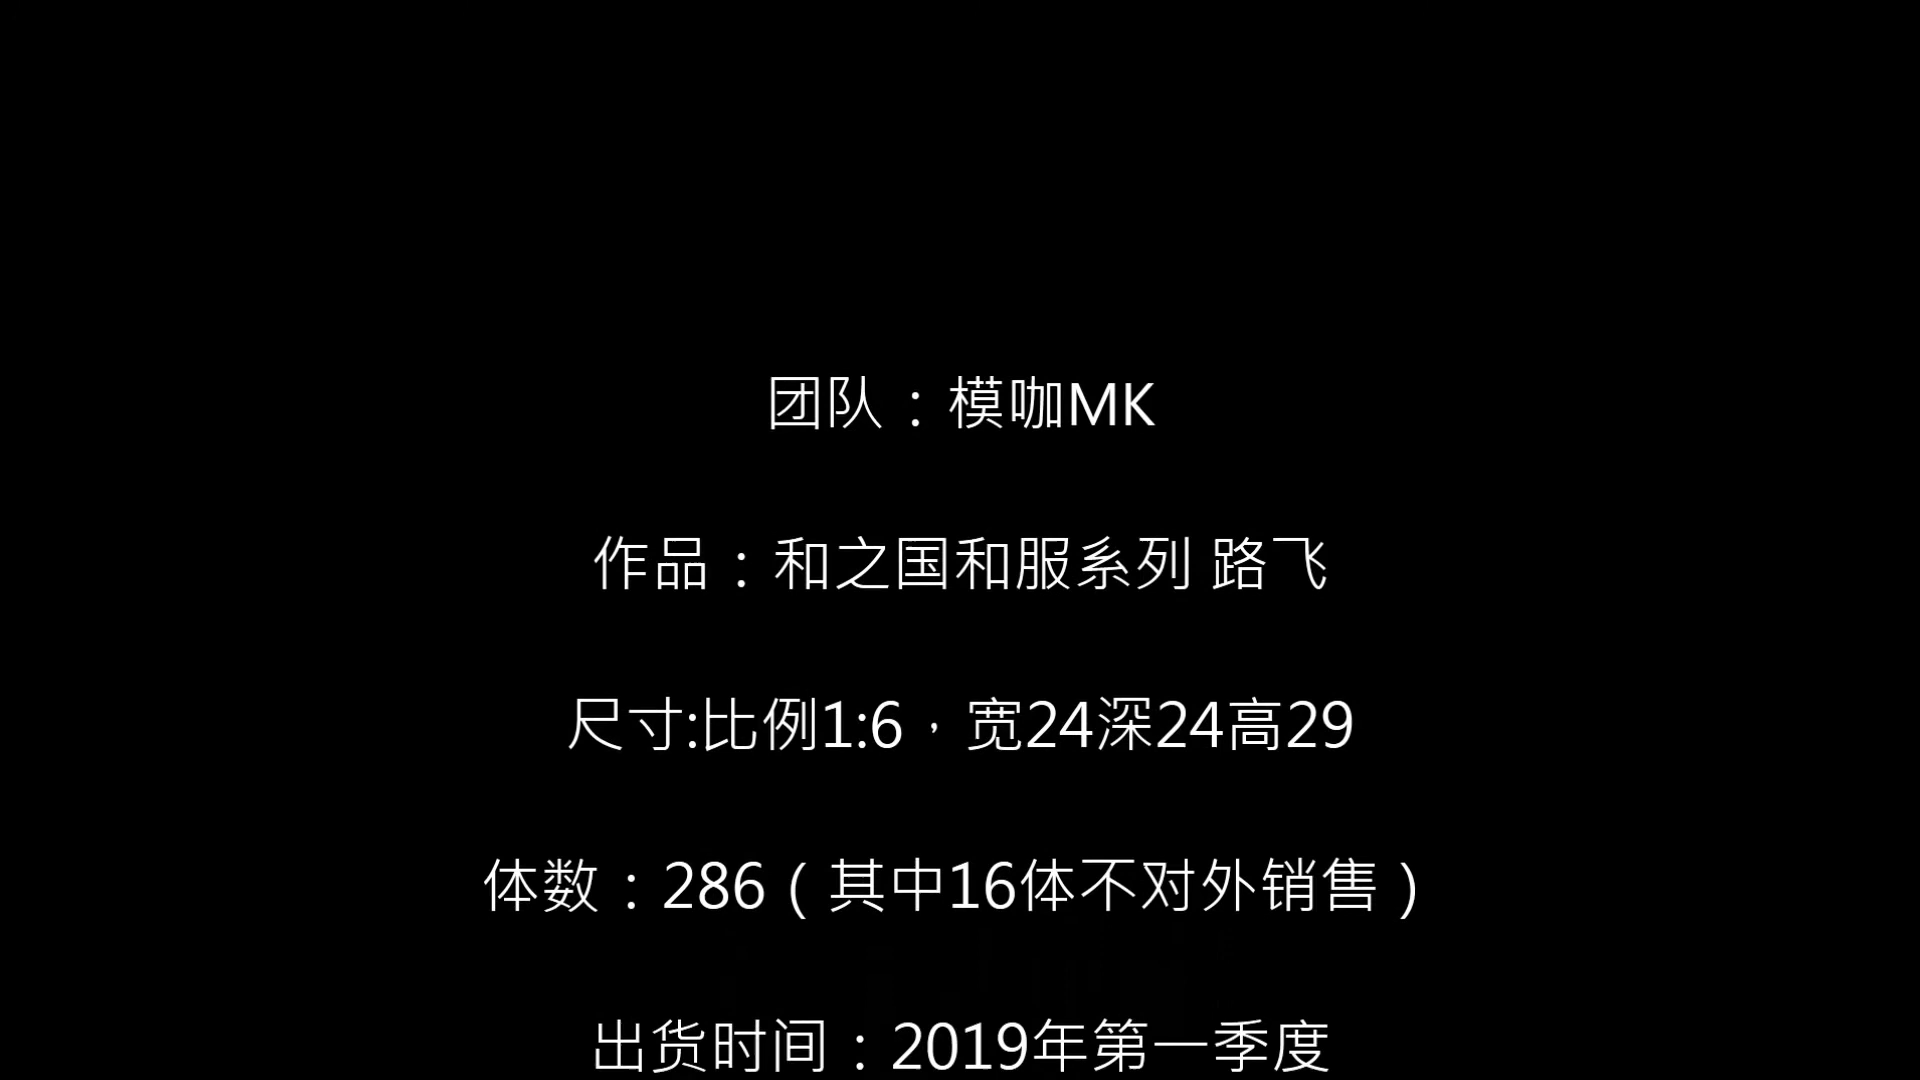 团队：模咖MK
作品：和之国和服系列 路飞
尺寸:比例1:6，宽24深24高29
体数：286（其中16体不对外销售）
出货时间：2019年第一季度